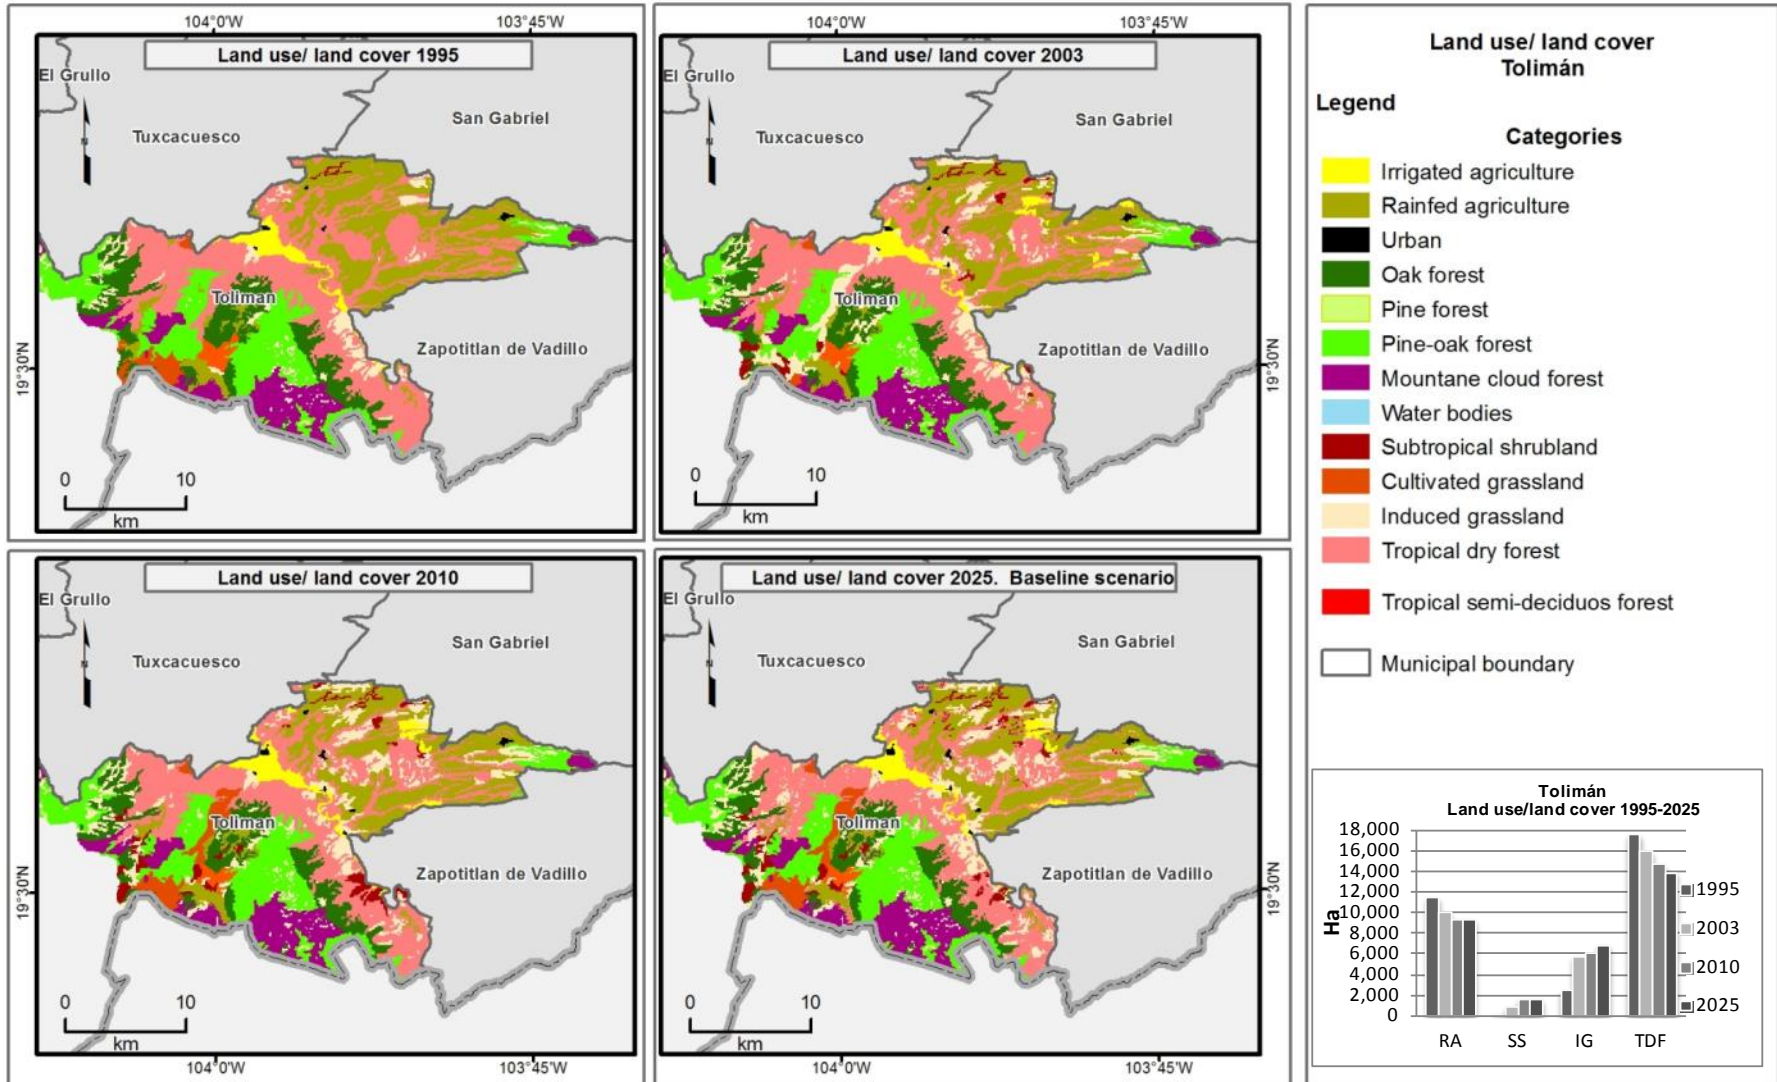 104°0'W
103°45'W
Land use/ land cover 1995
El Grullo
San Gabriel
Tuxcacuesco
N
Toliman
Zapotitlan de Vadillo
19°30'N
0
10
km
104°0'W
103°45'W
Land use/ land cover 2003
El Grullo
San Gabriel
Tuxcacuesco
N
Toliman
Zapotitlan de Vadillo
19°30'N
0
10
km
Land use/ land cover 2010
El Grullo
San Gabriel
Tuxcacuesco
N
Toliman
Zapotitlan de Vadillo
19°30'N
0
10
km
104°0'W
103°45'W
Land use/ land cover 2025. Baseline scenario
El Grullo
San Gabriel
Tuxcacuesco
N
Toliman
Zapotitlan de Vadillo
19°30'N
0
10
km
104°0'W
103°45'W
Land use/ land cover
Tolimán
Legend
Categories
Irrigated agriculture
Rainfed agriculture
Urban
Oak forest
Pine forest
Pine-oak forest
Mountane cloud forest
Water bodies
Subtropical shrubland
Cultivated grassland
Induced grassland
Tropical dry forest
Tropical semi-deciduos forest
Municipal boundary
Tolimán
Land use/land cover 1995-2025
18,000
16,000
14,000
12,000
10,000
8,000
6,000
4,000
2,000
0
Ha
RA
SS
IG
TDF
1995
2003
2010
2025